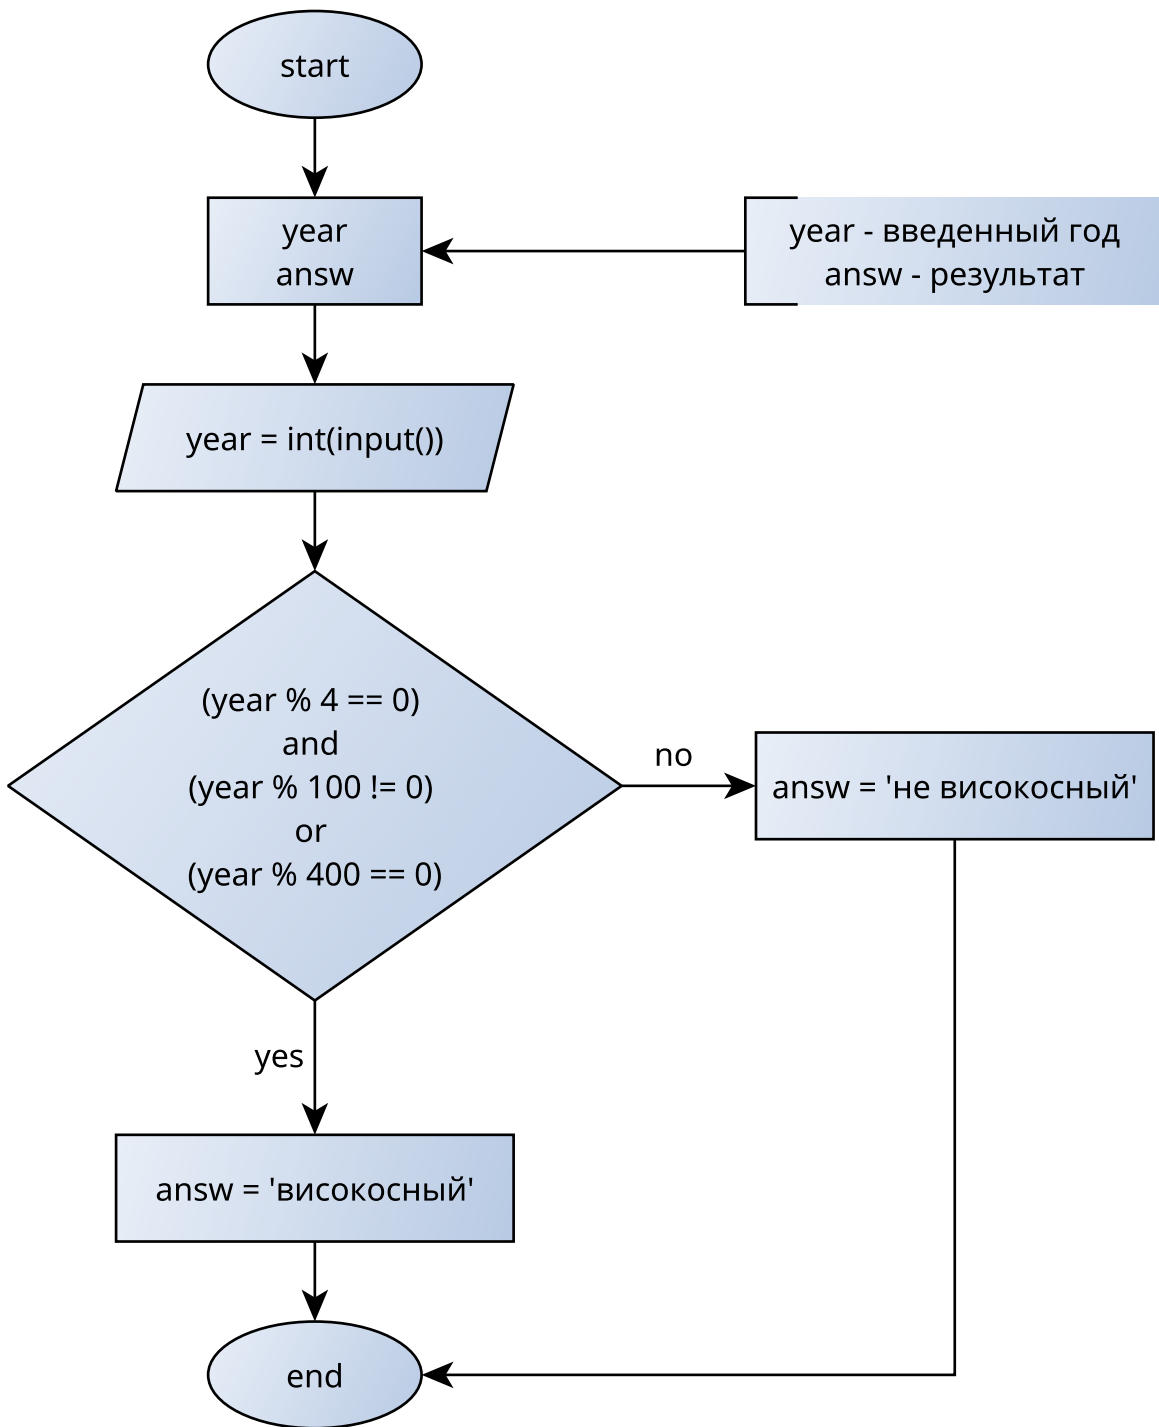 start
year
answ
year - введенный год
answ - результат
year = int(input())
(year % 4 == 0)
and
(year % 100 != 0)
or
(year % 400 == 0)
no
answ = 'не високосный'
yes
answ = 'високосный'
end